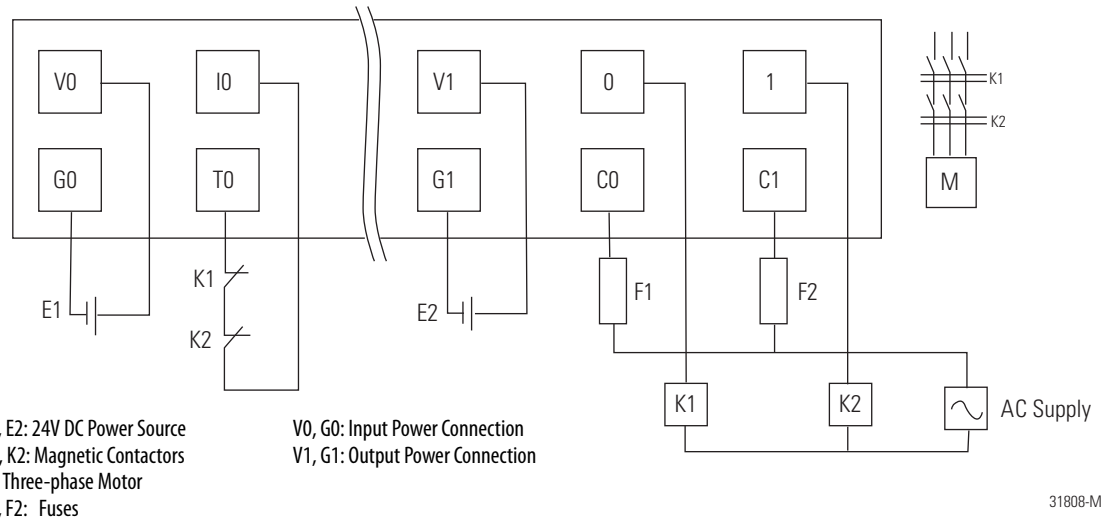 V0
I0
V1
0
1
K1
K2
G0
T0
G1
C0
C1
M
K1
E1
K2
E2
F1
F2
K1
K2
AC Supply
, E2: 24V DC Power Source
, K2: Magnetic Contactors
Three-phase Motor
, F2: Fuses
V0, G0: Input Power Connection
V1, G1: Output Power Connection
31808-M